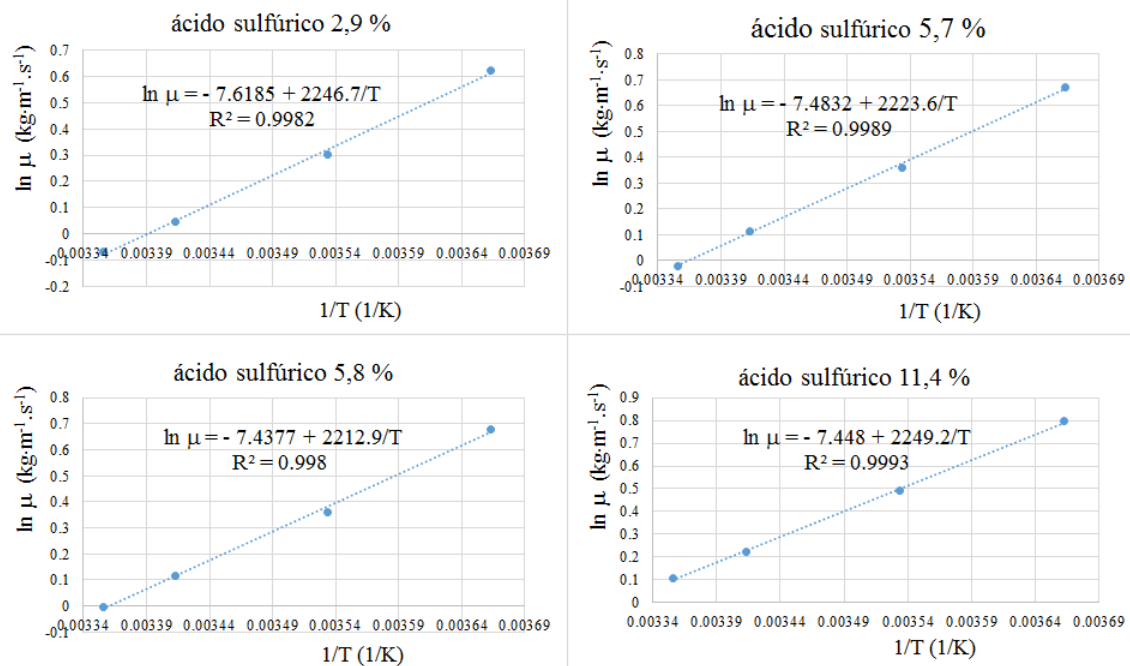 ácido sulfúrico 2,9 %
0.7
0.6
0.5
0.4
0.3
0.2
0.1
0
-0.1
-0.2
ln μ (kg·m⁻¹.s⁻¹)
ln μ = - 7.6185 + 2246.7/T
R² = 0.9982
0.00334 0.00339 0.00344 0.00349 0.00354 0.00359 0.00364 0.00369
1/T (1/K)
ácido sulfúrico 5,7 %
0.8
0.7
0.6
0.5
0.4
0.3
0.2
0.1
0
-0.1
ln μ (kg·m⁻¹·s⁻¹)
ln μ = - 7.4832 + 2223.6/T
R² = 0.9989
0.00334 0.00339 0.00344 0.00349 0.00354 0.00359 0.00364 0.00369
1/T (1/K)
ácido sulfúrico 5,8 %
0.8
0.7
0.6
0.5
0.4
0.3
0.2
0.1
0
-0.1
ln μ (kg·m⁻¹.s⁻¹)
ln μ = - 7.4377 + 2212.9/T
R² = 0.998
0.00334 0.00339 0.00344 0.00349 0.00354 0.00359 0.00364 0.00369
1/T (1/K)
ácido sulfúrico 11,4 %
0.9
0.8
0.7
0.6
0.5
0.4
0.3
0.2
0.1
0
ln μ (kg·m⁻¹.s⁻¹)
ln μ = - 7.448 + 2249.2/T
R² = 0.9993
0.00334 0.00339 0.00344 0.00349 0.00354 0.00359 0.00364 0.00369
1/T (1/K)